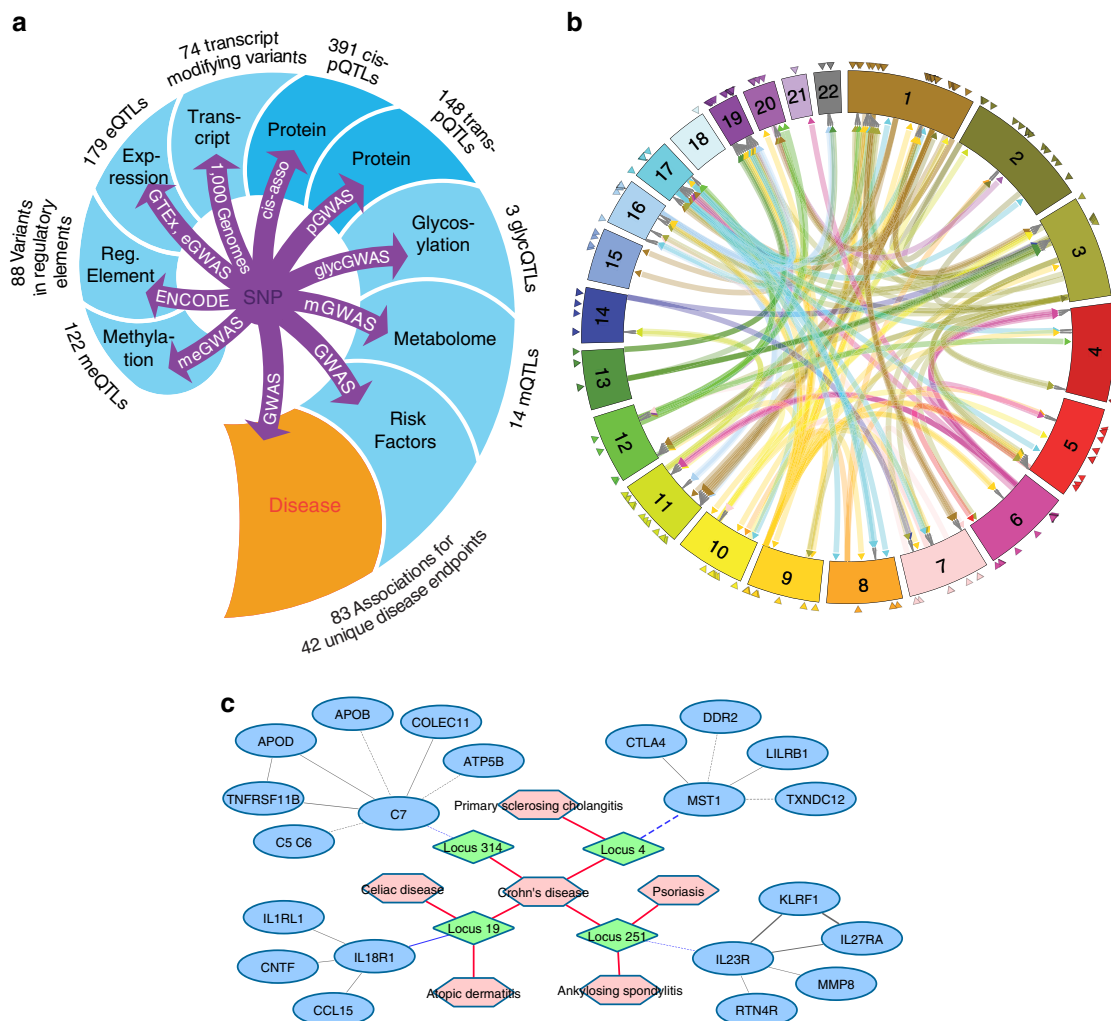 a
74 transcript
modifying variants
391 cis-
pQTLs
148 trans-
pQTLs
179 eQTLs
88 Variants
in regulatory
elements
122 meQTLs
3 glycQTLs
14 mQTLs
83 Associations for
42 unique disease endpoints
Trans-
cript
Protein
Protein
Exp-
ression
Glycos-
ylation
Reg.
Element
Methyla-
tion
Metabolome
Risk
Factors
Disease
SNP
GTEx, eGWAS
1,000 Genomes
cis-asso
pGWAS
glycGWAS
ENCODE
mGWAS
meGWAS
GWAS
GWAS
b
1
2
3
4
5
6
7
8
9
10
11
12
13
14
15
16
17
18
19
20
21
22
c
APOB
COLEC11
APOD
ATP5B
TNFRSF11B
C7
C5 C6
DDR2
CTLA4
LILRB1
MST1
TXNDC12
Primary sclerosing cholangitis
Locus 314
Locus 4
Celiac disease
Crohn's disease
Psoriasis
Locus 19
Locus 251
Atopic dermatitis
Ankylosing spondylitis
IL1RL1
CNTF
IL18R1
CCL15
KLRF1
IL27RA
IL23R
MMP8
RTN4R